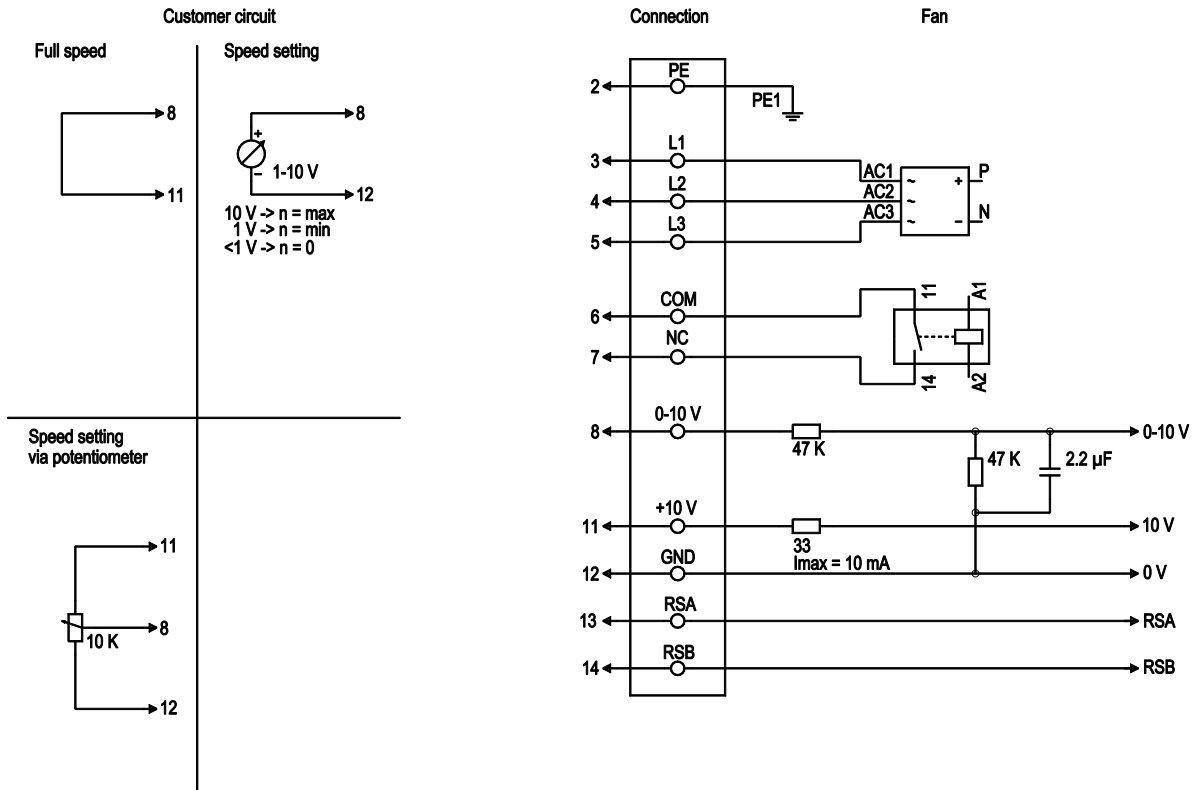 Customer circuit
Full speed
Speed setting
8
11
8
+
–
1-10 V
12
10 V -> n = max
1 V -> n = min
<1 V -> n = 0
Speed setting
via potentiometer
11
8
10 K
12
Connection
Fan
2
PE
PE1
3
L1
AC1
~
+
P
4
L2
AC2
~
5
L3
AC3
~
–
N
6
COM
11
A1
7
NC
14
A2
8
0-10 V
47 K
47 K
2.2 µF
0-10 V
11
+10 V
33
Imax = 10 mA
10 V
12
GND
0 V
13
RSA
RSA
14
RSB
RSB